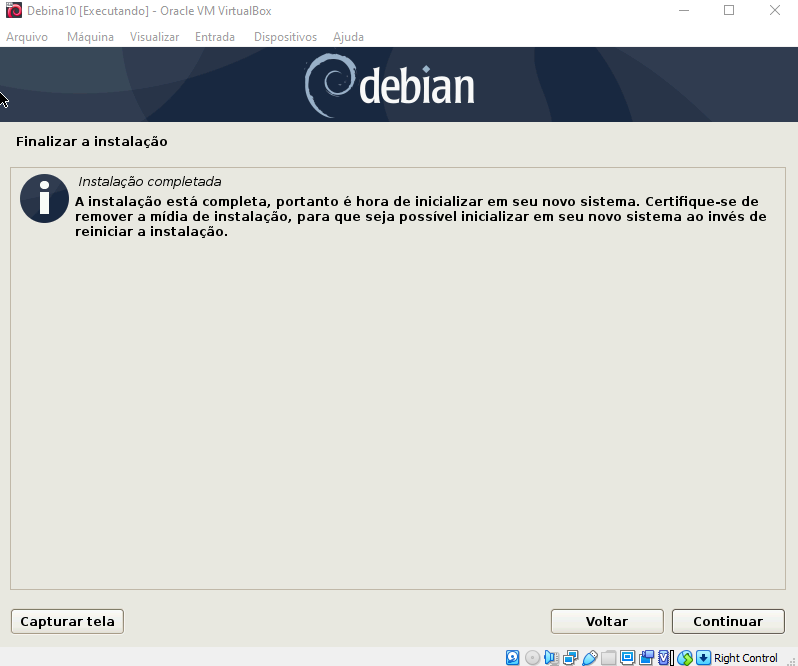 Debina10 [Executando] - Oracle VM VirtualBox
Arquivo Máquina Visualizar Entrada Dispositivos Ajuda
debian
Finalizar a instalação
Instalação completada
A instalação está completa, portanto é hora de inicializar em seu novo sistema. Certifique-se de
remover a mídia de instalação, para que seja possível inicializar em seu novo sistema ao invés de
reiniciar a instalação.
Capturar tela Voltar Continuar
Right Control